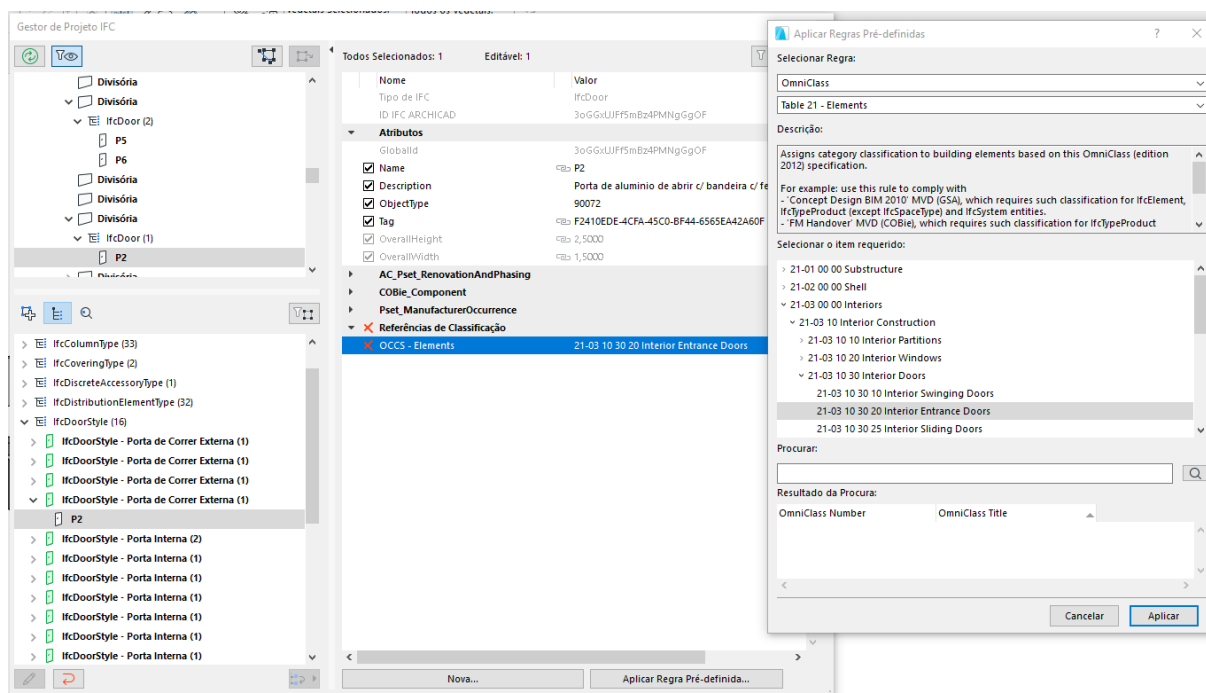 Gestor de Projeto IFC
Divisória
Divisória
IfcDoor (2)
P5
P6
Divisória
Divisória
Divisória
IfcDoor (1)
P2
IfcColumnType (33)
IfcCoveringType (2)
IfcDiscreteAccessoryType (1)
IfcDistributionElementType (32)
IfcDoorStyle (16)
IfcDoorStyle - Porta de Correr Externa (1)
IfcDoorStyle - Porta de Correr Externa (1)
IfcDoorStyle - Porta de Correr Externa (1)
IfcDoorStyle - Porta de Correr Externa (1)
P2
IfcDoorStyle - Porta Interna (2)
IfcDoorStyle - Porta Interna (1)
IfcDoorStyle - Porta Interna (1)
IfcDoorStyle - Porta Interna (1)
IfcDoorStyle - Porta Interna (1)
IfcDoorStyle - Porta Interna (1)
IfcDoorStyle - Porta Interna (1)
Todos Selecionados: 1 Editável: 1
Nome Valor
Tipo de IFC IfcDoor
ID IFC ARCHICAD 3oGGxUJFf5mBz4PMNgGgOF
Atributos
GlobalId 3oGGxUJFf5mBz4PMNgGgOF
Name P2
Description Porta de aluminio de abrir c/ bandeira c/ fe
ObjectType 90072
Tag F2410EDE-4CFA-45C0-BF44-6565EA42A60F
OverallHeight 2,5000
OverallWidth 1,5000
AC_Pset_RenovationAndPhasing
COBie_Component
Pset_ManufacturerOccurrence
Referências de Classificação
OCCS - Elements 21-03 10 30 20 Interior Entrance Doors
Nova... Aplicar Regra Pré-definida...
Aplicar Regras Pré-definidas
Selecionar Regra:
OmniClass
Table 21 - Elements
Descrição:
Assigns category classification to building elements based on this OmniClass (edition
2012) specification.
For example: use this rule to comply with
- 'Concept Design BIM 2010' MVD (GSA), which requires such classification for IfcElement,
IfcTypeProduct (except IfcSpaceType) and IfcSystem entities.
- 'FM Handover' MVD (COBie), which requires such classification for IfcTypeProduct
Selecionar o item requerido:
21-01 00 00 Substructure
21-02 00 00 Shell
21-03 00 00 Interiors
21-03 10 Interior Construction
21-03 10 10 Interior Partitions
21-03 10 20 Interior Windows
21-03 10 30 Interior Doors
21-03 10 30 10 Interior Swinging Doors
21-03 10 30 20 Interior Entrance Doors
21-03 10 30 25 Interior Sliding Doors
Procurar:
Resultado da Procura:
OmniClass Number OmniClass Title
Cancelar Aplicar